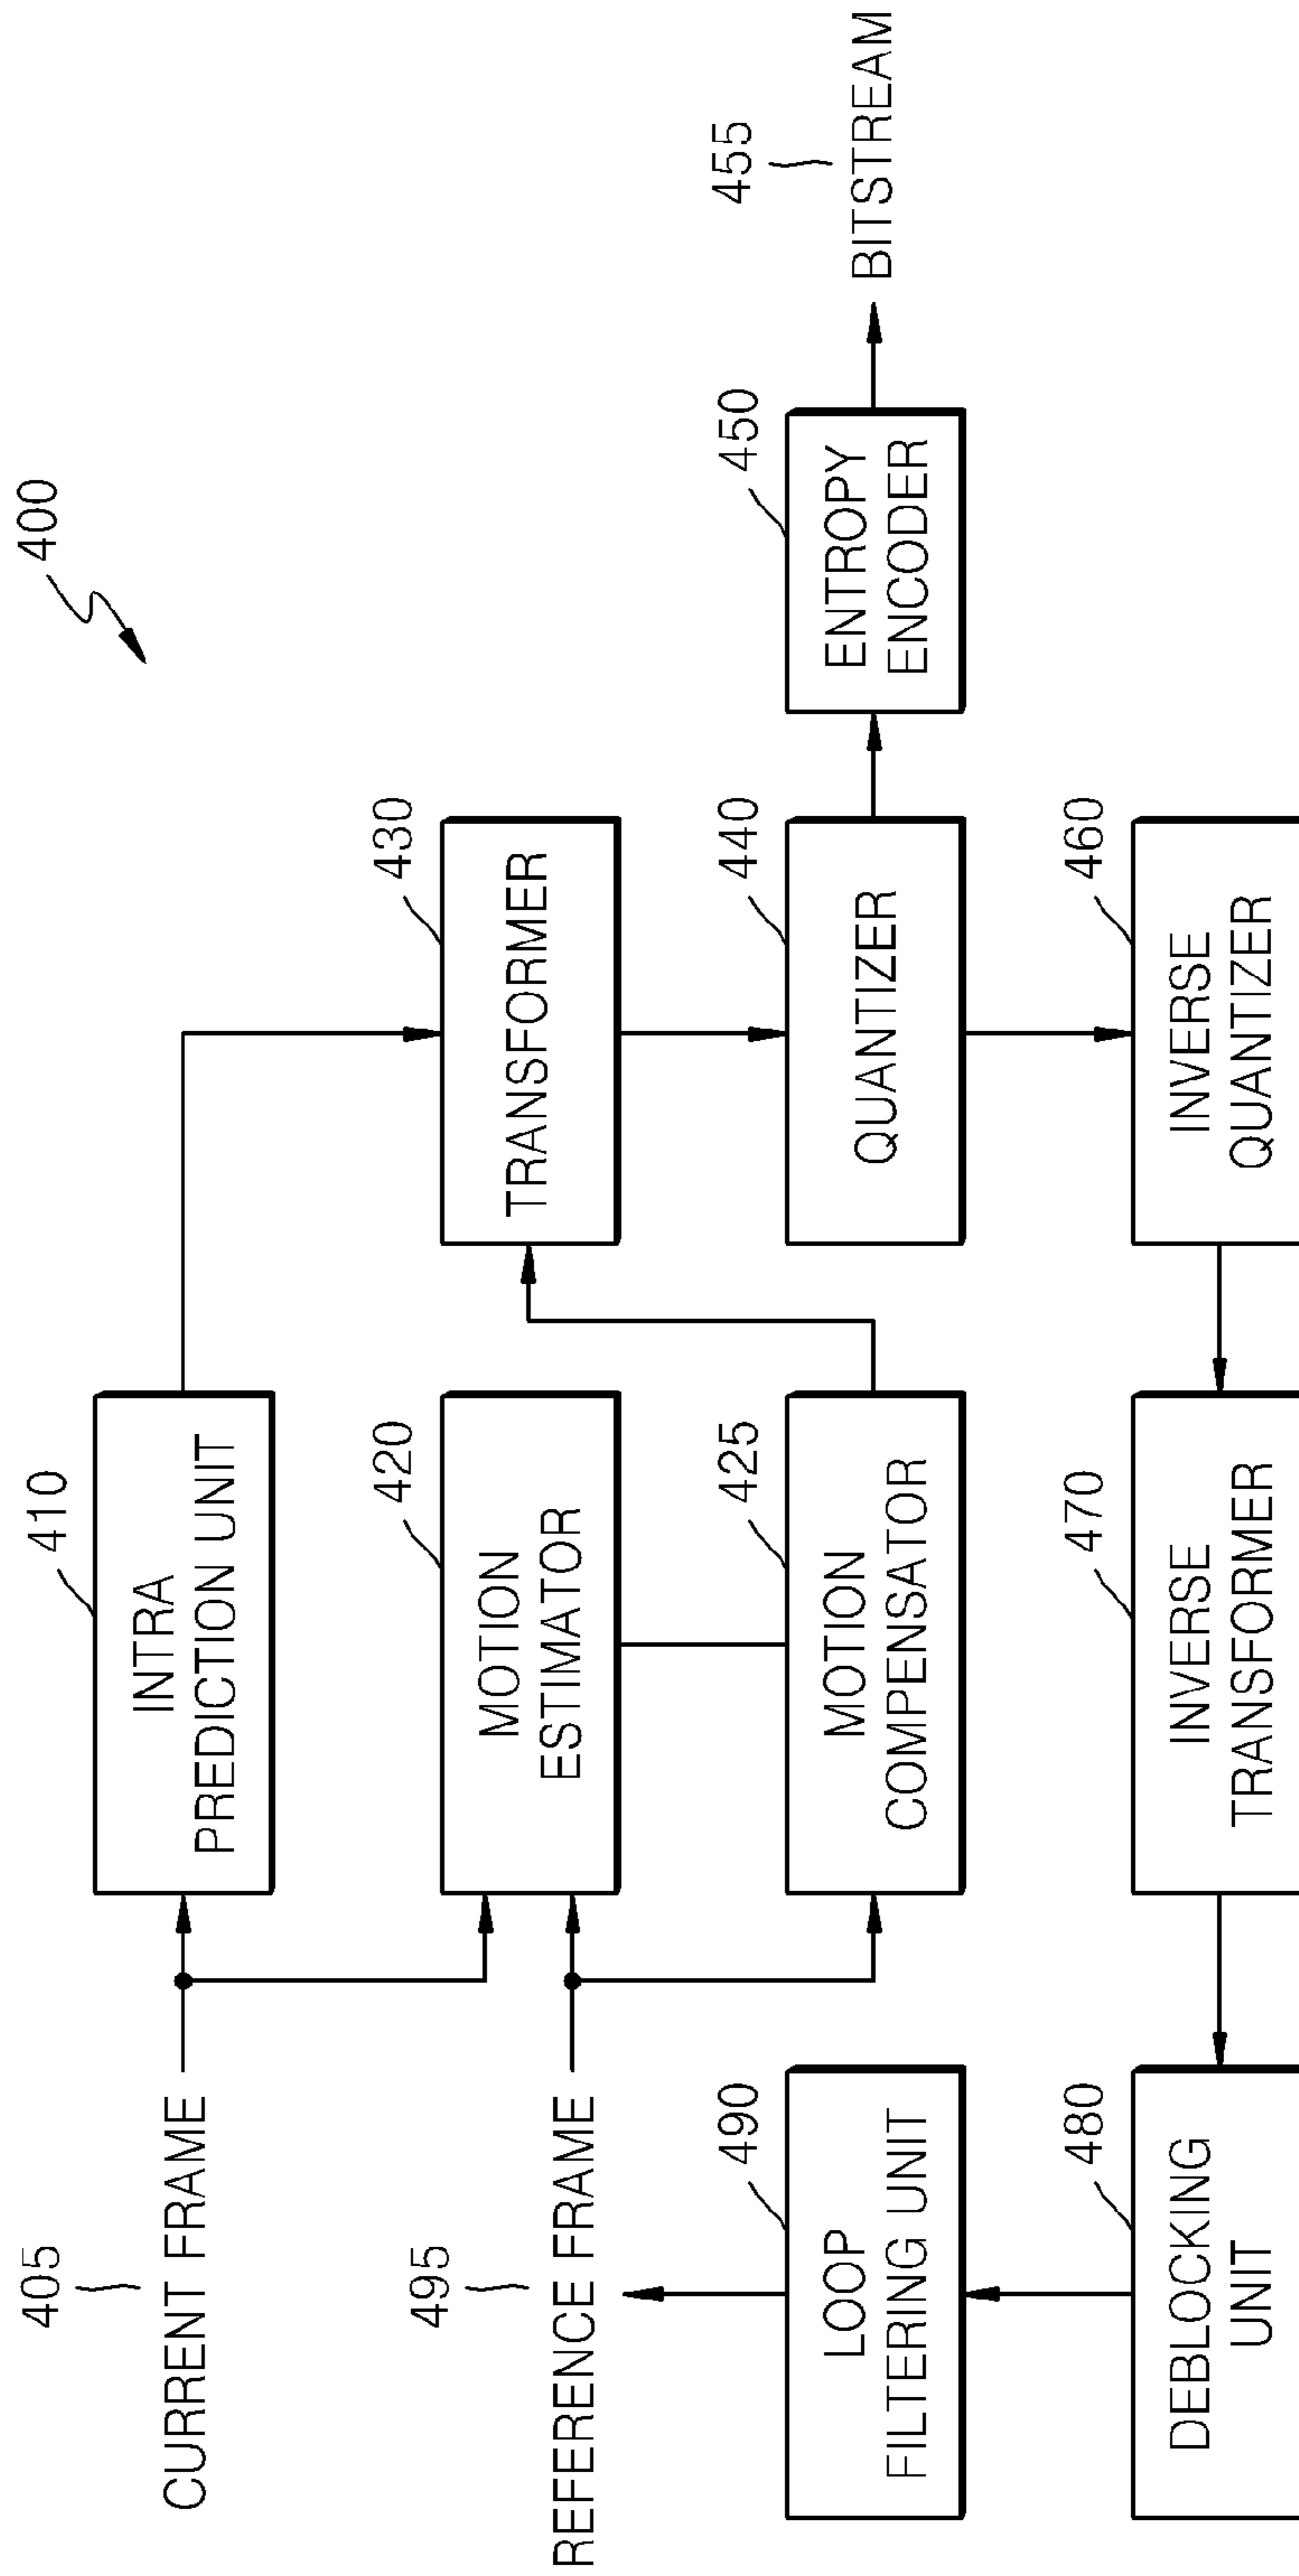 400
405
CURRENT FRAME
410
INTRA
PREDICTION UNIT
495
REFERENCE FRAME
420
MOTION
ESTIMATOR
430
TRANSFORMER
490
LOOP
FILTERING UNIT
425
MOTION
COMPENSATOR
440
QUANTIZER
450
ENTROPY
ENCODER
455
BITSTREAM
480
DEBLOCKING
UNIT
470
INVERSE
TRANSFORMER
460
INVERSE
QUANTIZER